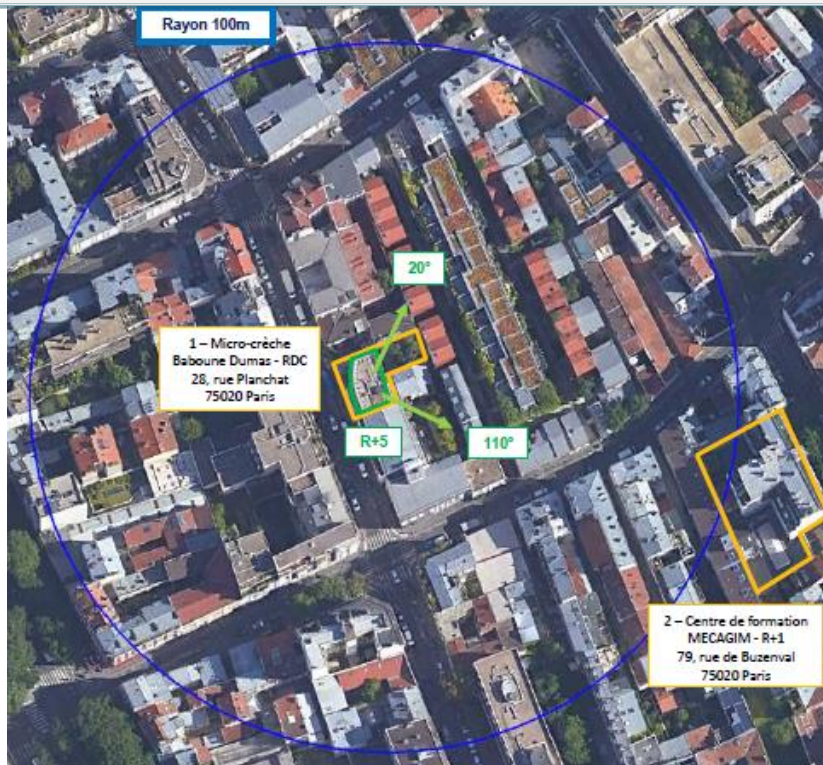 Rayon 100m
20°
1 – Micro-crèche
Baboune Dumas - RDC
28, rue Planchat
75020 Paris
R+5
110°
2 – Centre de formation
MECAGIM - R+1
79, rue de Buzenval
75020 Paris